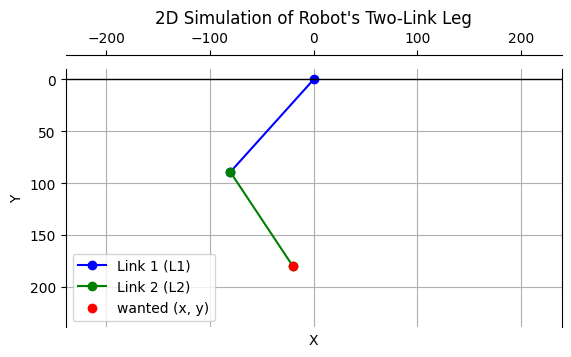 2D Simulation of Robot's Two-Link Leg
−200 −100 0 100 200
0
50
100
150
200
Y
Link 1 (L1)
Link 2 (L2)
wanted (x, y)
X